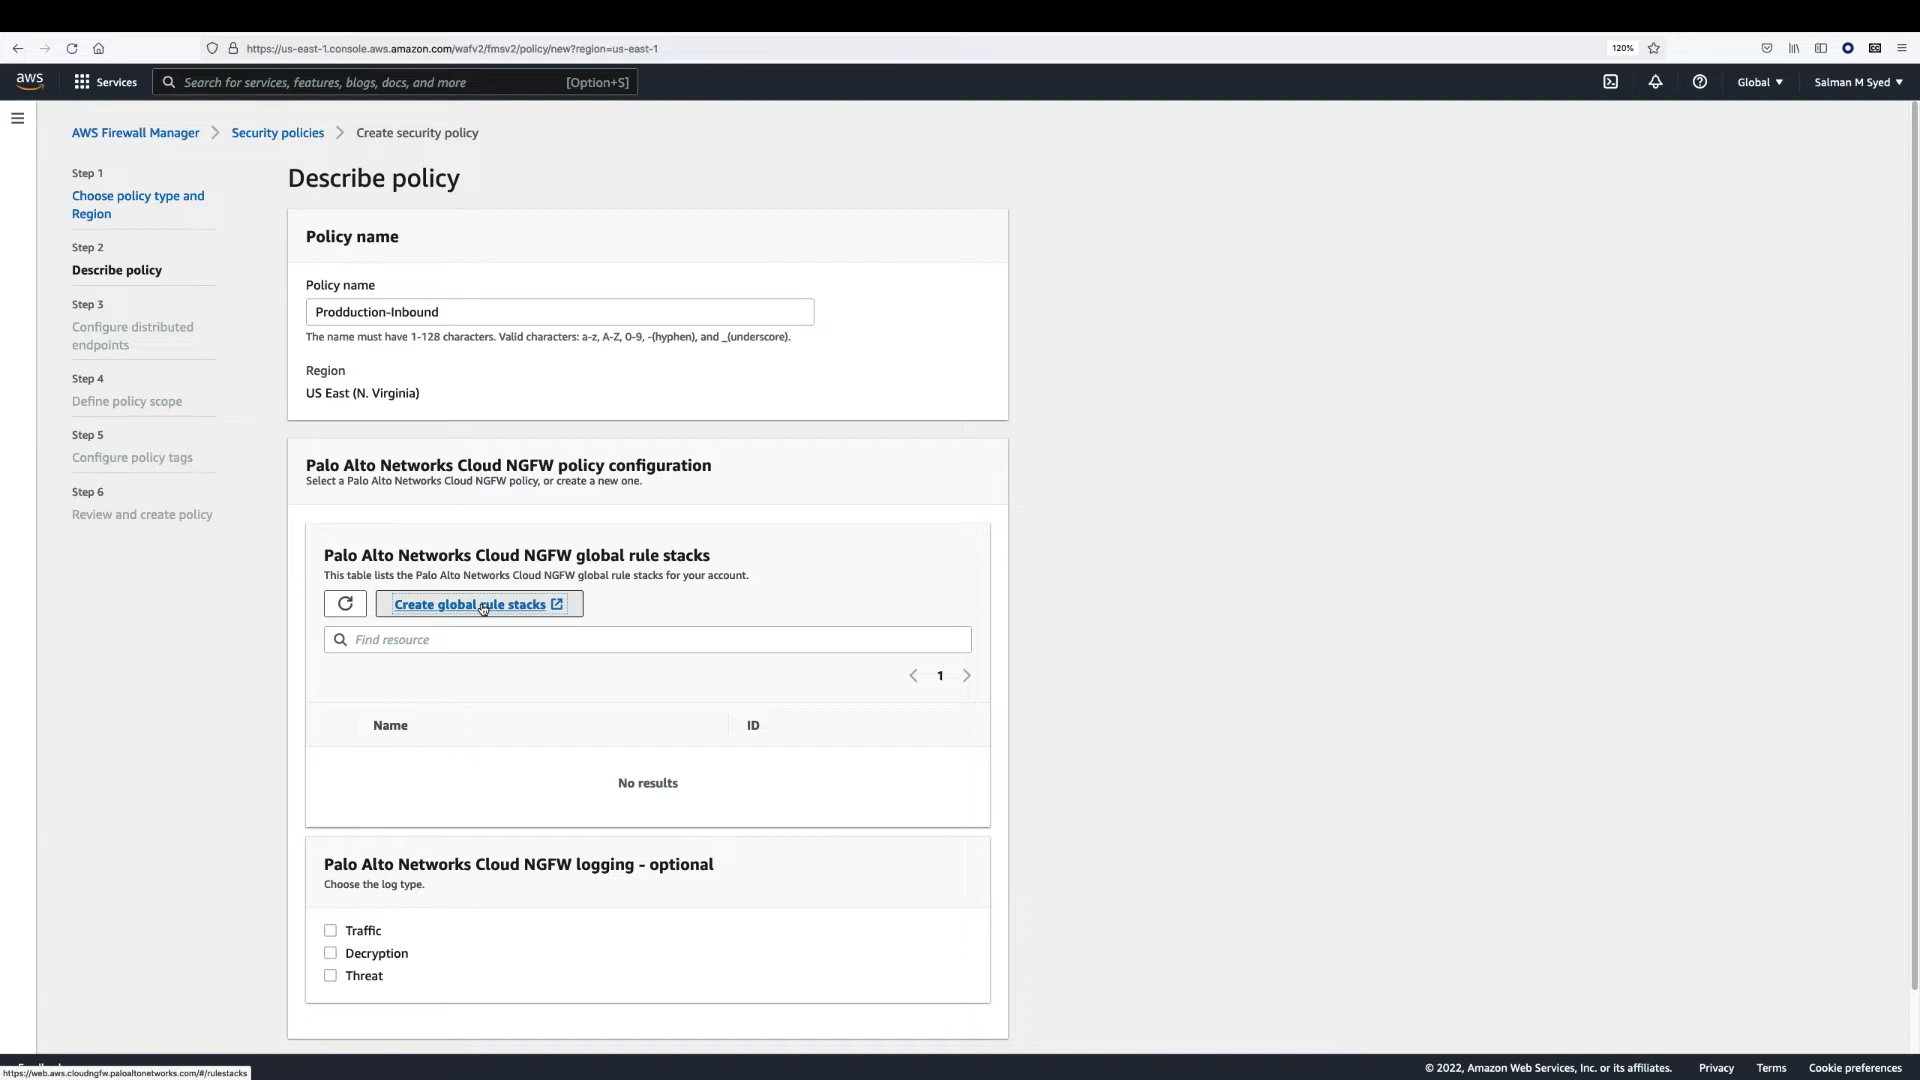 https://us-east-1.console.aws.amazon.com/wafv2/fmsv2/policy/new?region=us-east-1
120%
aws
Services
Search for services, features, blogs, docs, and more
[Option+S]
Global
Salman M Syed
AWS Firewall Manager
Security policies
Create security policy
Step 1
Choose policy type and
Region
Step 2
Describe policy
Step 3
Configure distributed
endpoints
Step 4
Define policy scope
Step 5
Configure policy tags
Step 6
Review and create policy
Describe policy
Policy name
Policy name
Prodduction-Inbound
The name must have 1-128 characters. Valid characters: a-z, A-Z, 0-9, -(hyphen), and _(underscore).
Region
US East (N. Virginia)
Palo Alto Networks Cloud NGFW policy configuration
Select a Palo Alto Networks Cloud NGFW policy, or create a new one.
Palo Alto Networks Cloud NGFW global rule stacks
This table lists the Palo Alto Networks Cloud NGFW global rule stacks for your account.
Create global rule stacks
Find resource
1
Name
ID
No results
Palo Alto Networks Cloud NGFW logging - optional
Choose the log type.
Traffic
Decryption
Threat
https://web.aws.cloudngfw.paloaltonetworks.com/#/rulestacks
© 2022, Amazon Web Services, Inc. or its affiliates.
Privacy
Terms
Cookie preferences